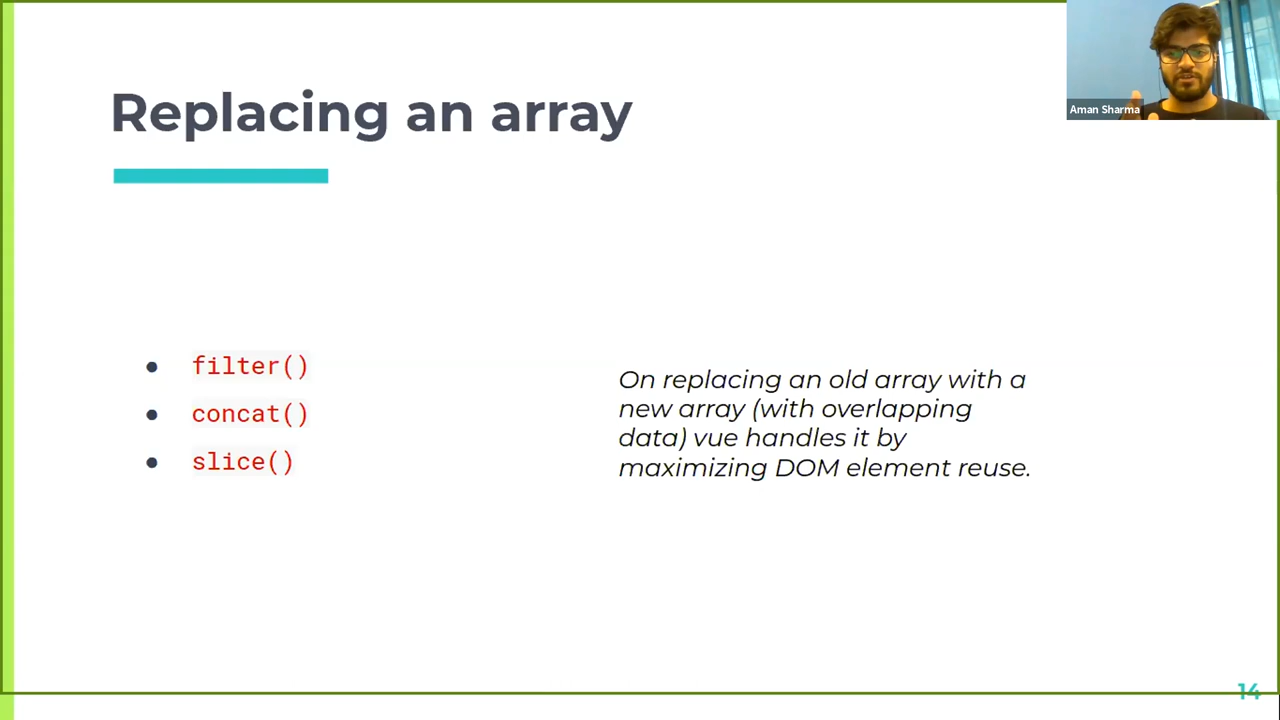 Replacing an array
Aman Sharma
filter()
concat()
slice()
On replacing an old array with a
new array (with overlapping
data) vue handles it by
maximizing DOM element reuse.
14